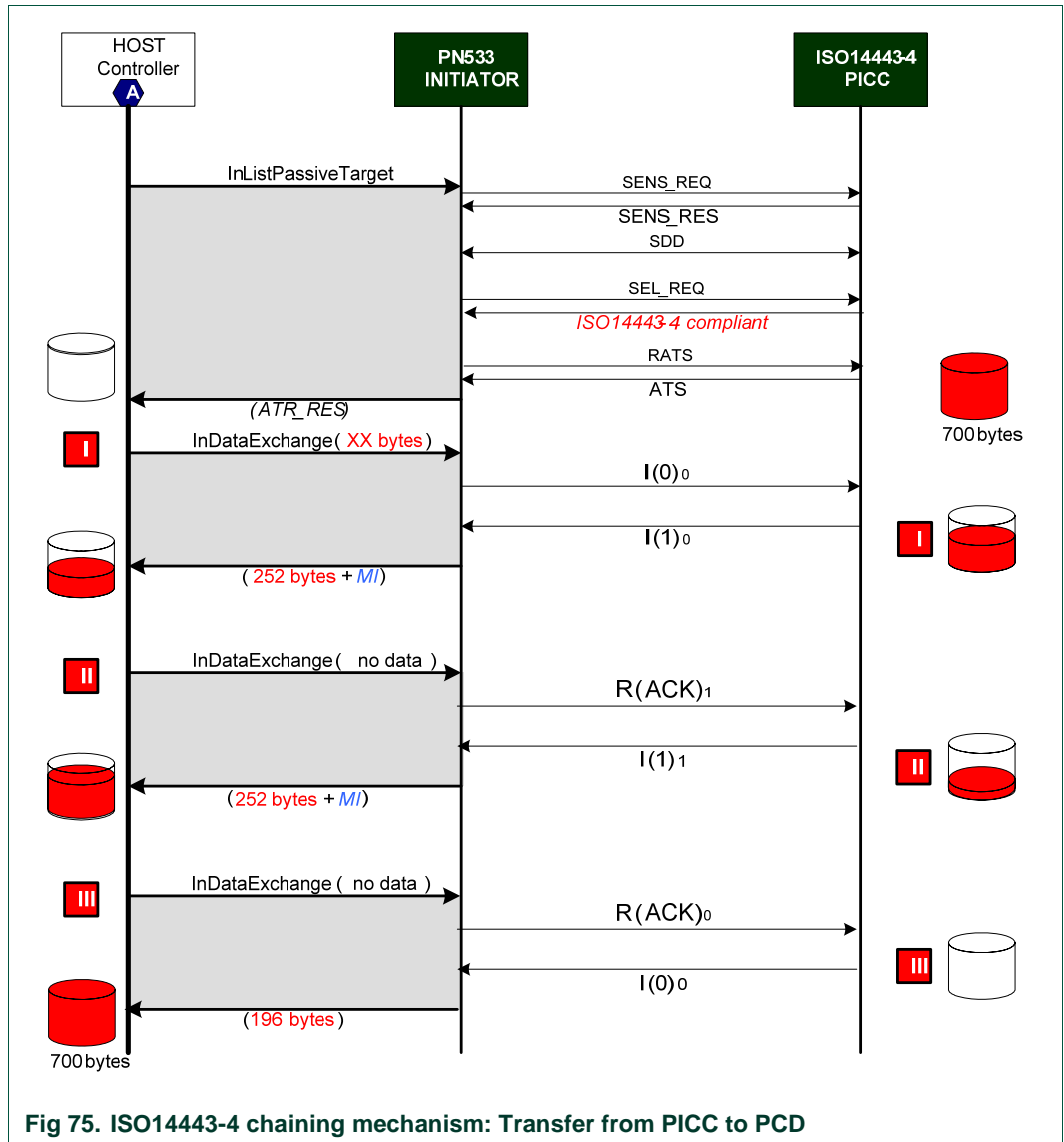 HOST
Controller
A
PN533
INITIATOR
ISO14443-4
PICC
InListPassiveTarget
SENS_REQ
SENS_RES
SDD
SEL_REQ
ISO14443-4 compliant
RATS
ATS
(ATR_RES)
700 bytes
I
InDataExchange( XX bytes)
I(0)0
I(1)0
I
( 252 bytes + MI)
II
InDataExchange( no data )
R(ACK)1
I(1)1
II
(252 bytes + MI)
III
InDataExchange ( no data )
R(ACK)0
I(0)0
III
(196 bytes)
700 bytes
Fig 75. ISO14443-4 chaining mechanism: Transfer from PICC to PCD